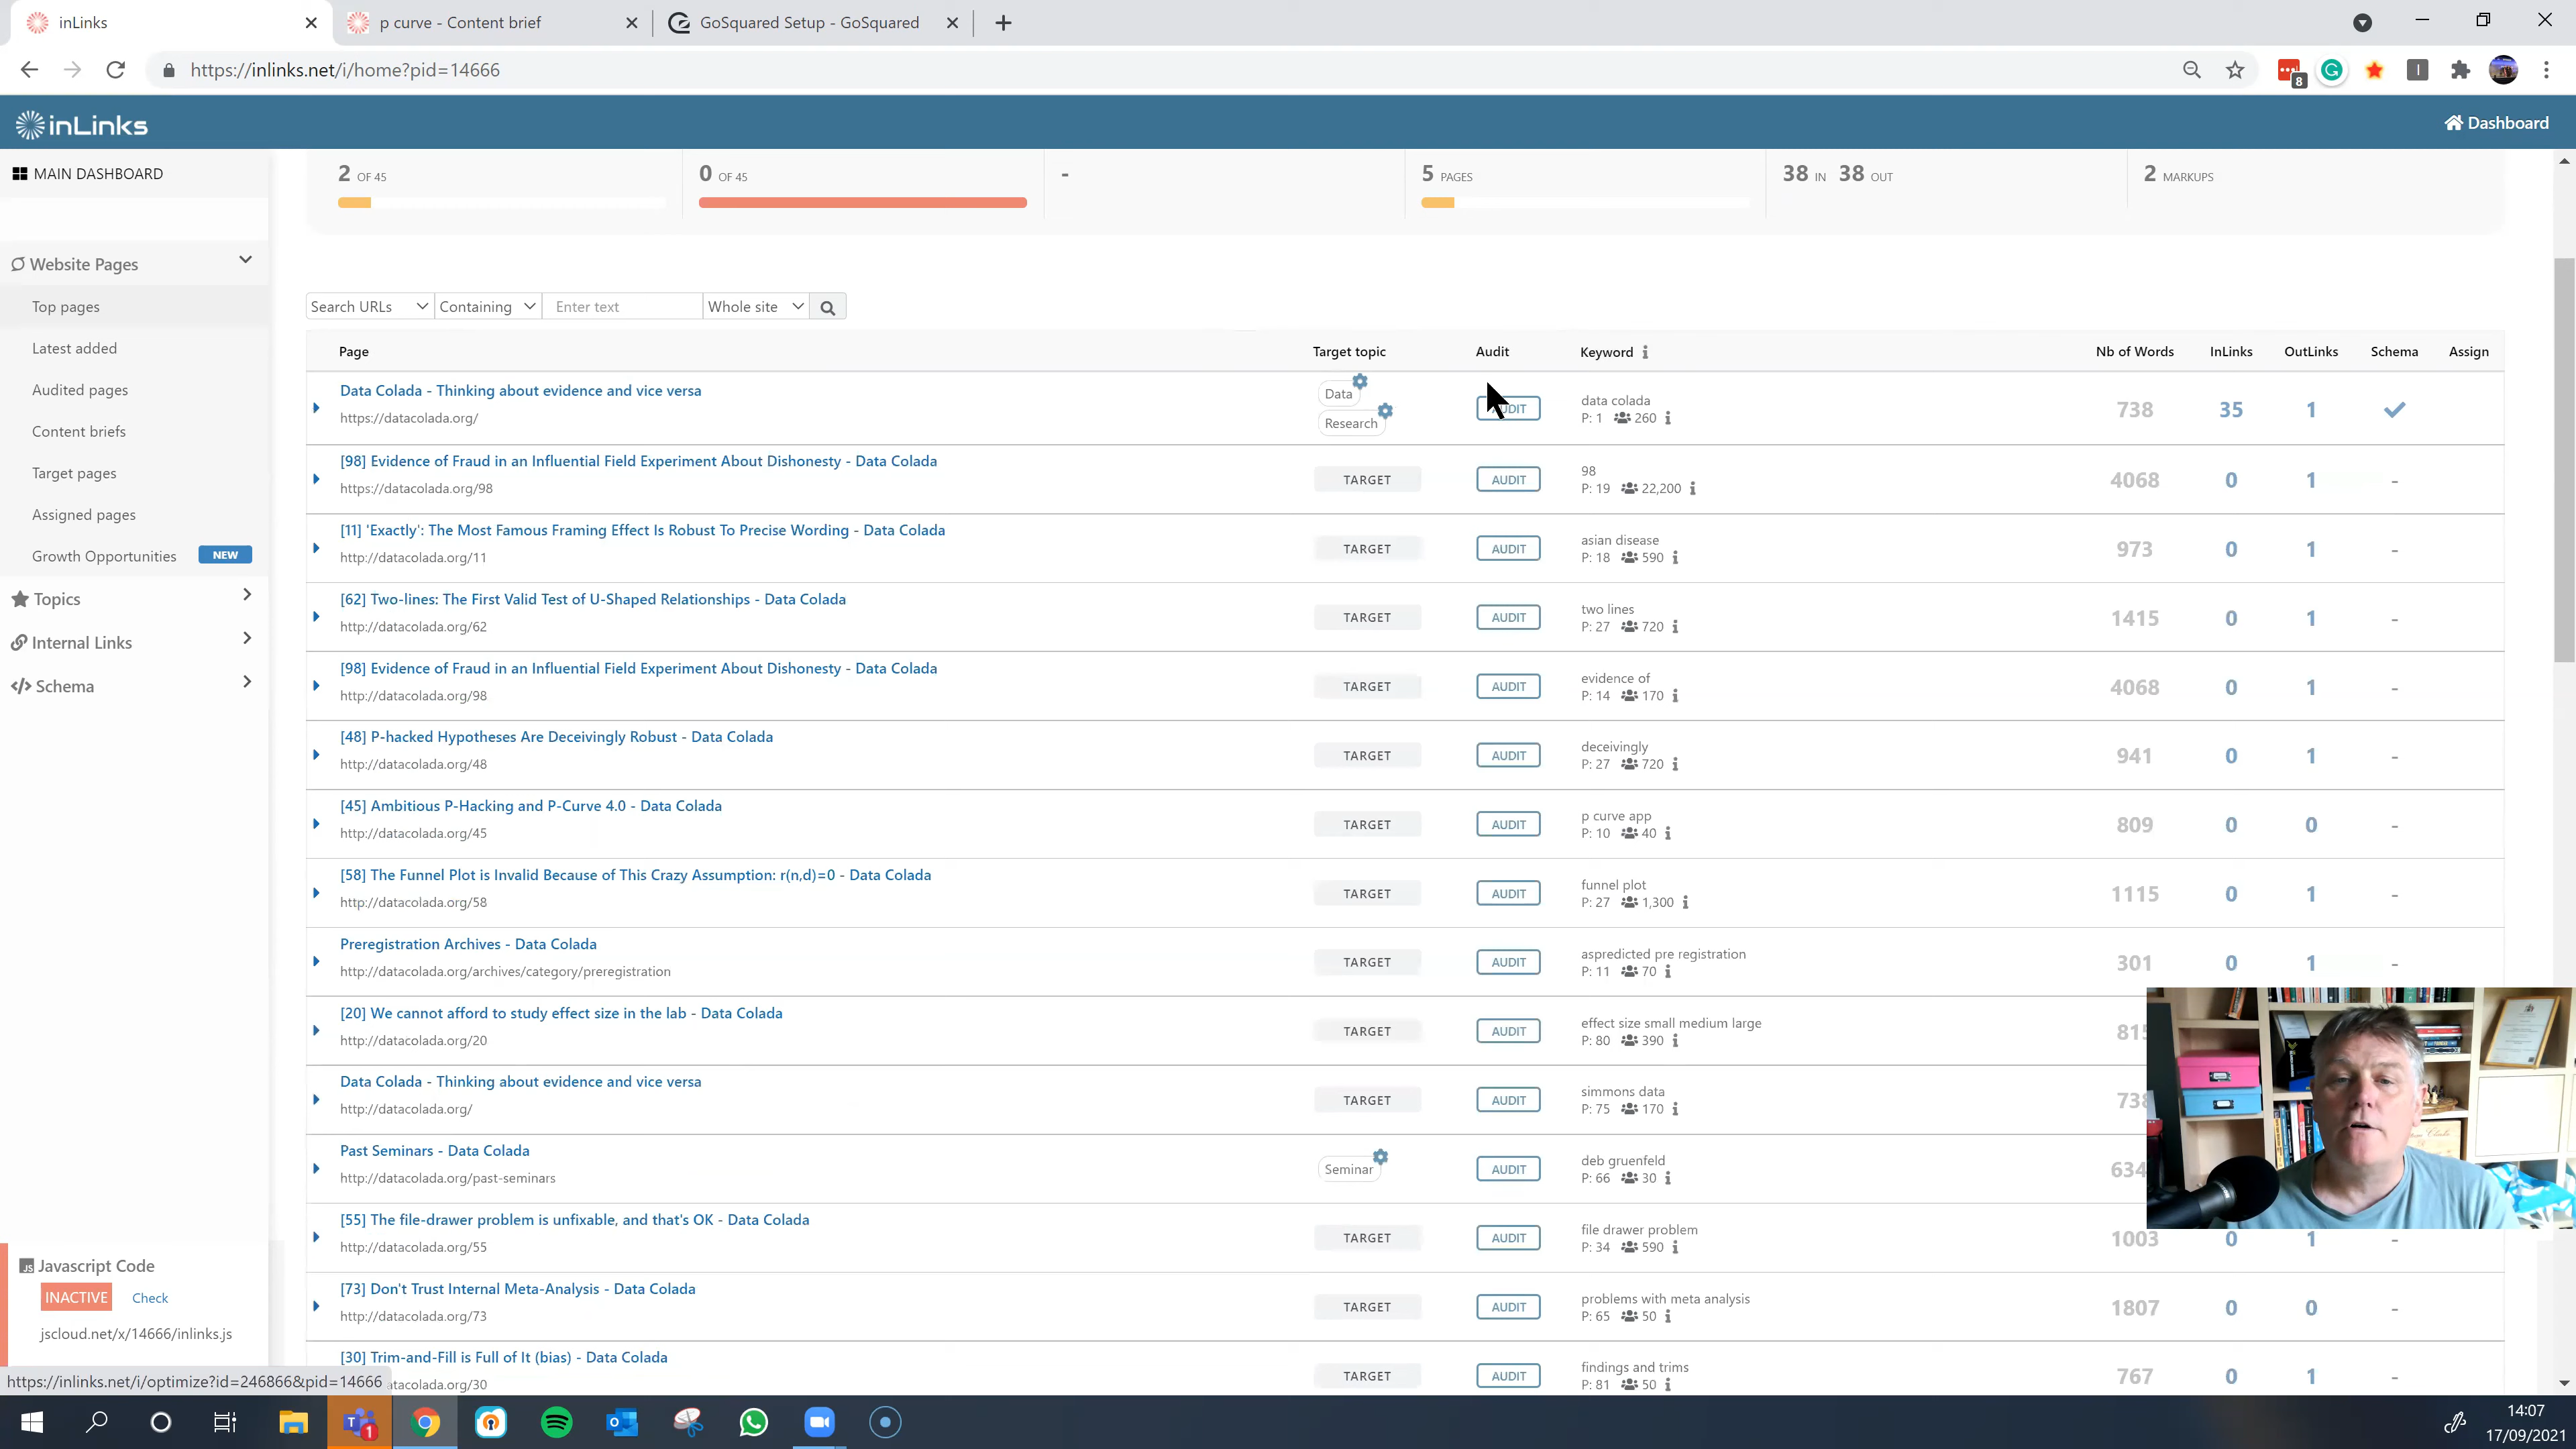 inLinks
p curve - Content brief
GoSquared Setup - GoSquared
https://inlinks.net/i/home?pid=14666
8
inLinks
Dashboard
MAIN DASHBOARD
2 OF 45
0 OF 45
-
5 PAGES
38 IN 38 OUT
2 MARKUPS
Website Pages
Top pages
Latest added
Audited pages
Content briefs
Target pages
Assigned pages
Growth Opportunities NEW
Topics
Internal Links
Schema
Search URLs Containing Enter text Whole site
Page Target topic Audit Keyword Nb of Words InLinks OutLinks Schema Assign
Data Colada - Thinking about evidence and vice versa
https://datacolada.org/
Data
Research
data colada
P: 1 260
738 35 1
[98] Evidence of Fraud in an Influential Field Experiment About Dishonesty - Data Colada
https://datacolada.org/98
TARGET AUDIT
98
P: 19 22,200
4068 0 1 -
[11] 'Exactly': The Most Famous Framing Effect Is Robust To Precise Wording - Data Colada
http://datacolada.org/11
TARGET AUDIT
asian disease
P: 18 590
973 0 1 -
[62] Two-lines: The First Valid Test of U-Shaped Relationships - Data Colada
http://datacolada.org/62
TARGET AUDIT
two lines
P: 27 720
1415 0 1 -
[98] Evidence of Fraud in an Influential Field Experiment About Dishonesty - Data Colada
http://datacolada.org/98
TARGET AUDIT
evidence of
P: 14 170
4068 0 1 -
[48] P-hacked Hypotheses Are Deceivingly Robust - Data Colada
http://datacolada.org/48
TARGET AUDIT
deceivingly
P: 27 720
941 0 1 -
[45] Ambitious P-Hacking and P-Curve 4.0 - Data Colada
http://datacolada.org/45
TARGET AUDIT
p curve app
P: 10 40
809 0 0 -
[58] The Funnel Plot is Invalid Because of This Crazy Assumption: r(n,d)=0 - Data Colada
http://datacolada.org/58
TARGET AUDIT
funnel plot
P: 27 1,300
1115 0 1 -
Preregistration Archives - Data Colada
http://datacolada.org/archives/category/preregistration
TARGET AUDIT
aspredicted pre registration
P: 11 70
301 0 1 -
[20] We cannot afford to study effect size in the lab - Data Colada
http://datacolada.org/20
TARGET AUDIT
effect size small medium large
P: 80 390
Data Colada - Thinking about evidence and vice versa
http://datacolada.org/
TARGET AUDIT
simmons data
P: 75 170
Past Seminars - Data Colada
http://datacolada.org/past-seminars
Seminar AUDIT
deb gruenfeld
P: 66 30
[55] The file-drawer problem is unfixable, and that's OK - Data Colada
http://datacolada.org/55
TARGET AUDIT
file drawer problem
P: 34 590
1003 0 1 -
[73] Don't Trust Internal Meta-Analysis - Data Colada
http://datacolada.org/73
TARGET AUDIT
problems with meta analysis
P: 65 50
1807 0 0 -
[30] Trim-and-Fill is Full of It (bias) - Data Colada
TARGET AUDIT
findings and trims
P: 81 50
767 0 1 -
Javascript Code
INACTIVE Check
jscloud.net/x/14666/inlinks.js
https://inlinks.net/i/optimize?id=246866&pid=14666
14:07
17/09/2021